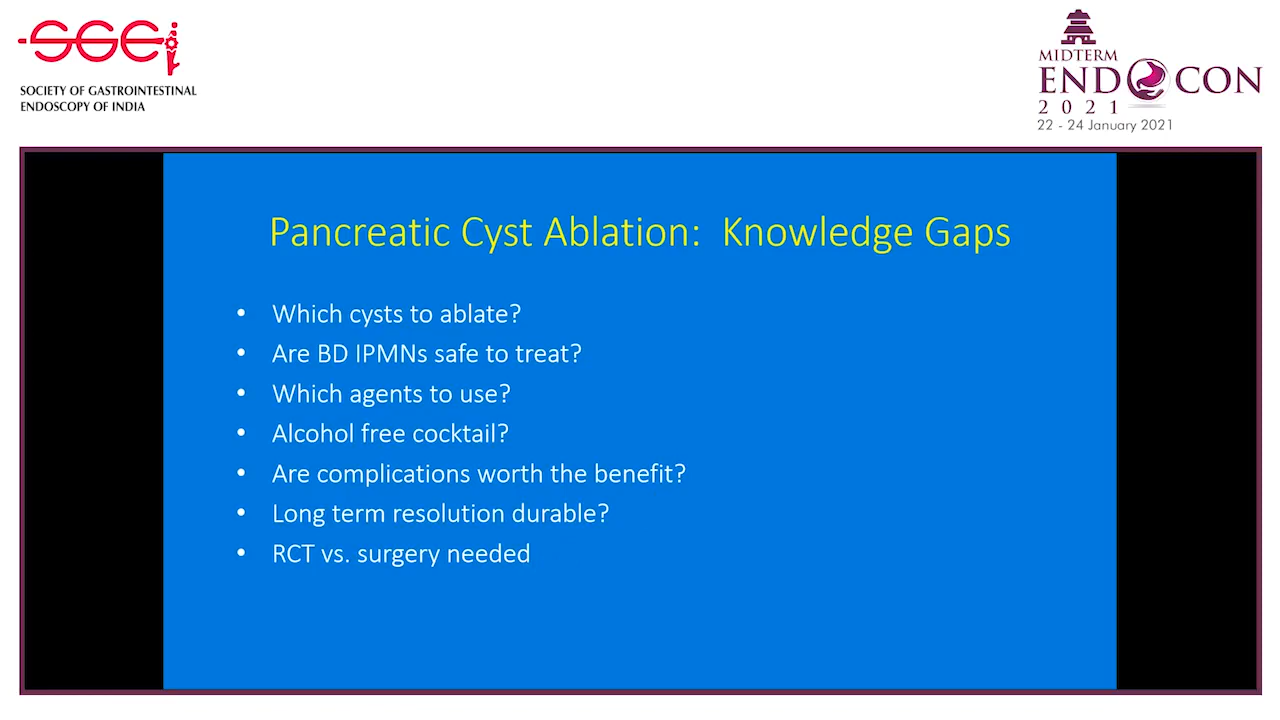 SGEi
SOCIETY OF GASTROINTESTINAL
ENDOSCOPY OF INDIA
MIDTERM
ENDOCON
2021
22 - 24 January 2021
Pancreatic Cyst Ablation: Knowledge Gaps
• Which cysts to ablate?
• Are BD IPMNs safe to treat?
• Which agents to use?
• Alcohol free cocktail?
• Are complications worth the benefit?
• Long term resolution durable?
• RCT vs. surgery needed